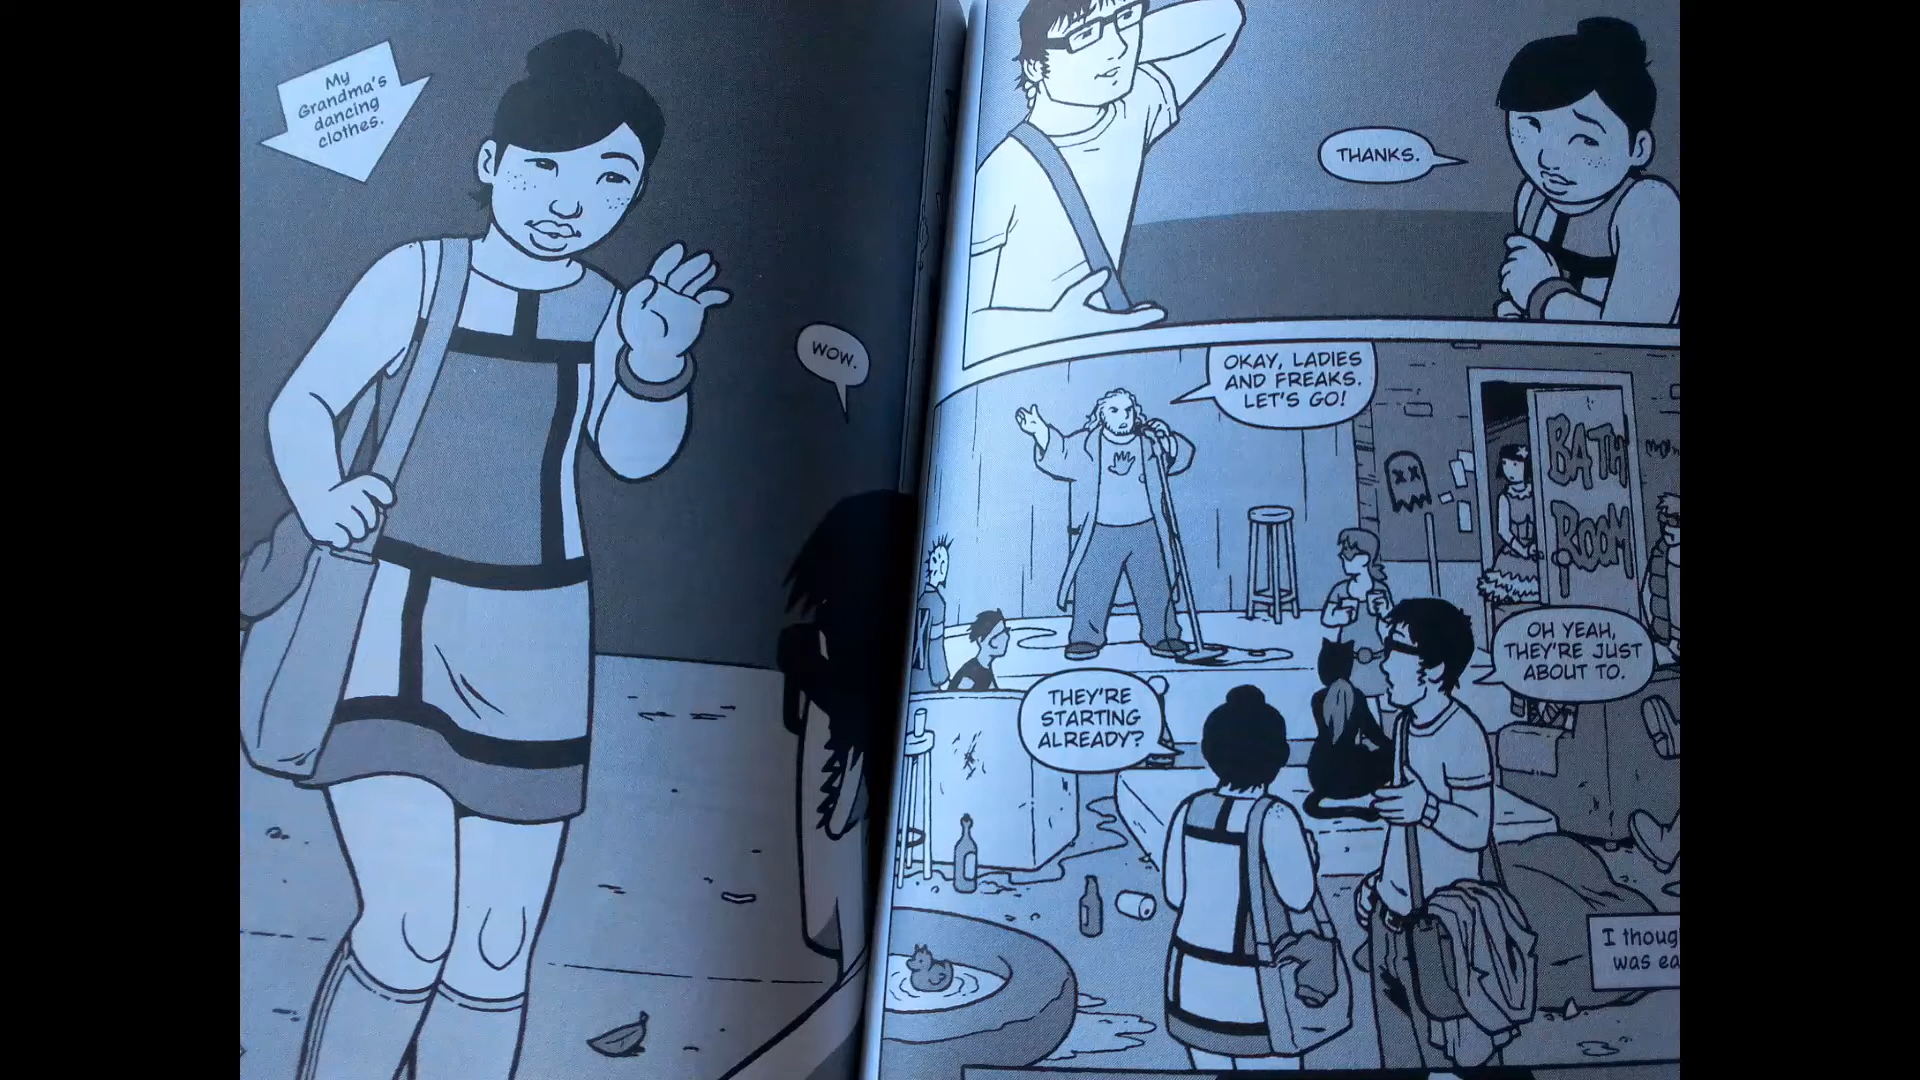 My
Grandma's
dancing
clothes.
WOW.
THANKS.
OKAY, LADIES
AND FREAKS.
LET'S GO!
BATH
ROOM
OH YEAH,
THEY'RE JUST
ABOUT TO.
THEY'RE
STARTING
ALREADY?
I thoug
was ea